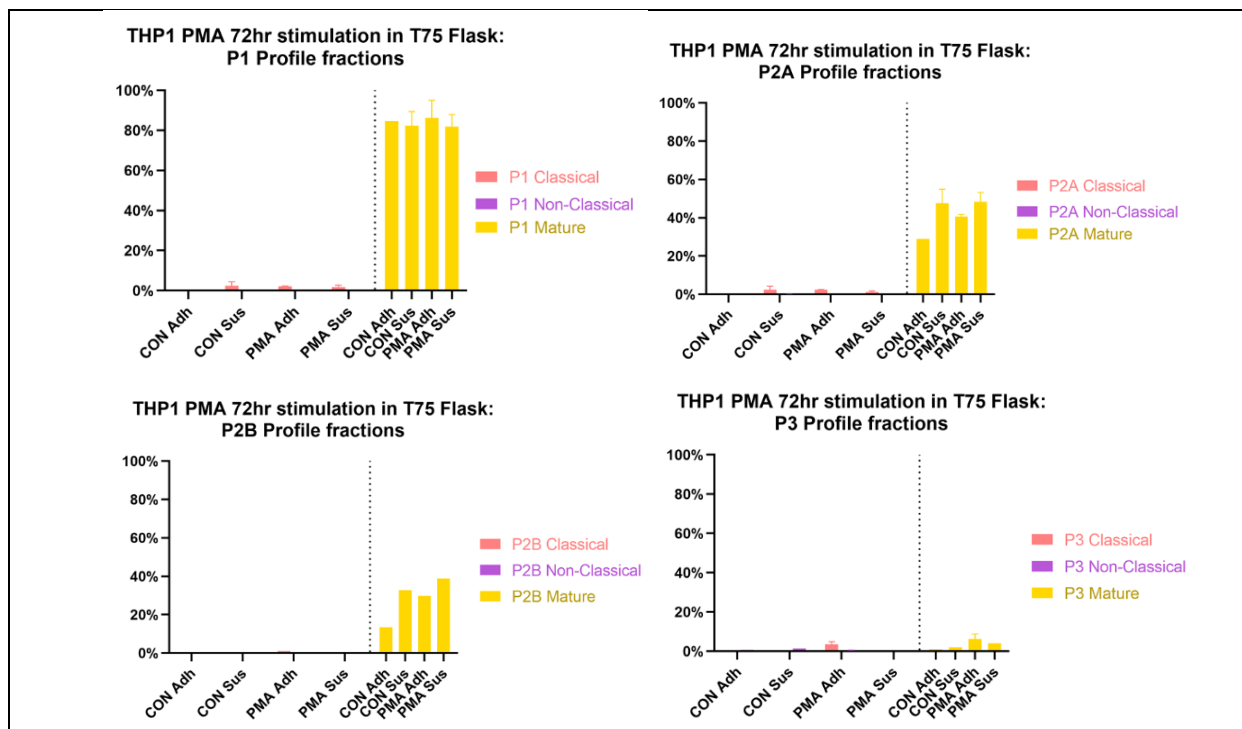 THP1 PMA 72hr stimulation in T75 Flask:
P1 Profile fractions
100%
80%
60%
40%
20%
0%
CON Adh
CON Sus
PMA Adh
PMA Sus
CON Adh
CON Sus
PMA Adh
PMA Sus
P1 Classical
P1 Non-Classical
P1 Mature
THP1 PMA 72hr stimulation in T75 Flask:
P2A Profile fractions
100%
80%
60%
40%
20%
0%
CON Adh
CON Sus
PMA Adh
PMA Sus
CON Adh
CON Sus
PMA Adh
PMA Sus
P2A Classical
P2A Non-Classical
P2A Mature
THP1 PMA 72hr stimulation in T75 Flask:
P2B Profile fractions
100%
80%
60%
40%
20%
0%
CON Adh
CON Sus
PMA Adh
PMA Sus
CON Adh
CON Sus
PMA Adh
PMA Sus
P2B Classical
P2B Non-Classical
P2B Mature
THP1 PMA 72hr stimulation in T75 Flask:
P3 Profile fractions
100%
80%
60%
40%
20%
0%
CON Adh
CON Sus
PMA Adh
PMA Sus
CON Adh
CON Sus
PMA Adh
PMA Sus
P3 Classical
P3 Non-Classical
P3 Mature